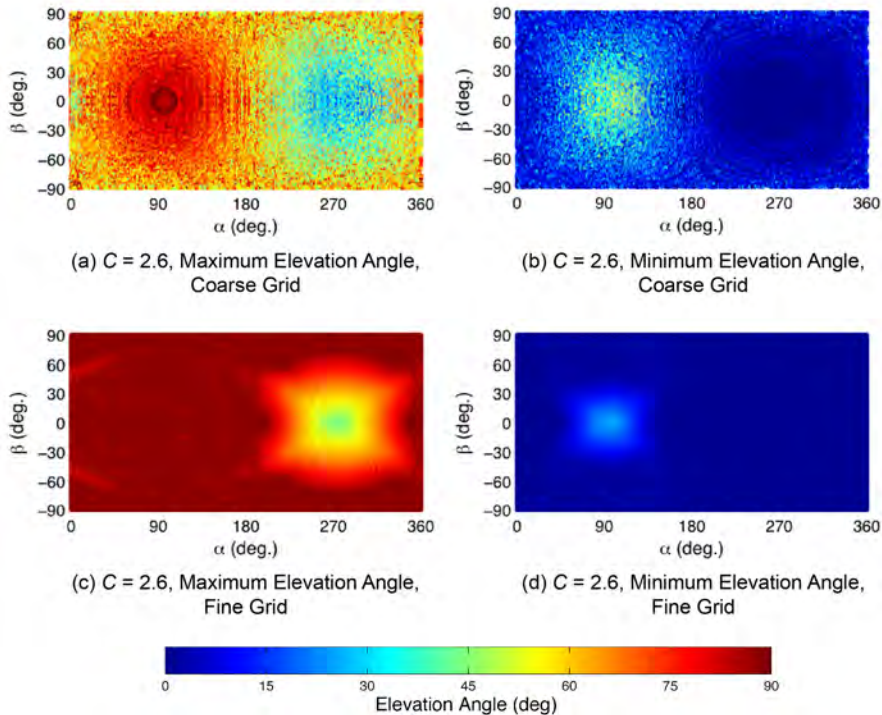 90
60
30
0
−30
−60
−90
β (deg.)
0 90 180 270 360
α (deg.)
(a) C = 2.6, Maximum Elevation Angle,
Coarse Grid
90
60
30
0
−30
−60
−90
β (deg.)
0 90 180 270 360
α (deg.)
(b) C = 2.6, Minimum Elevation Angle,
Coarse Grid
90
60
30
0
−30
−60
−90
β (deg.)
0 90 180 270 360
α (deg.)
(c) C = 2.6, Maximum Elevation Angle,
Fine Grid
90
60
30
0
−30
−60
−90
β (deg.)
0 90 180 270 360
α (deg.)
(d) C = 2.6, Minimum Elevation Angle,
Fine Grid
0 15 30 45 60 75 90
Elevation Angle (deg)